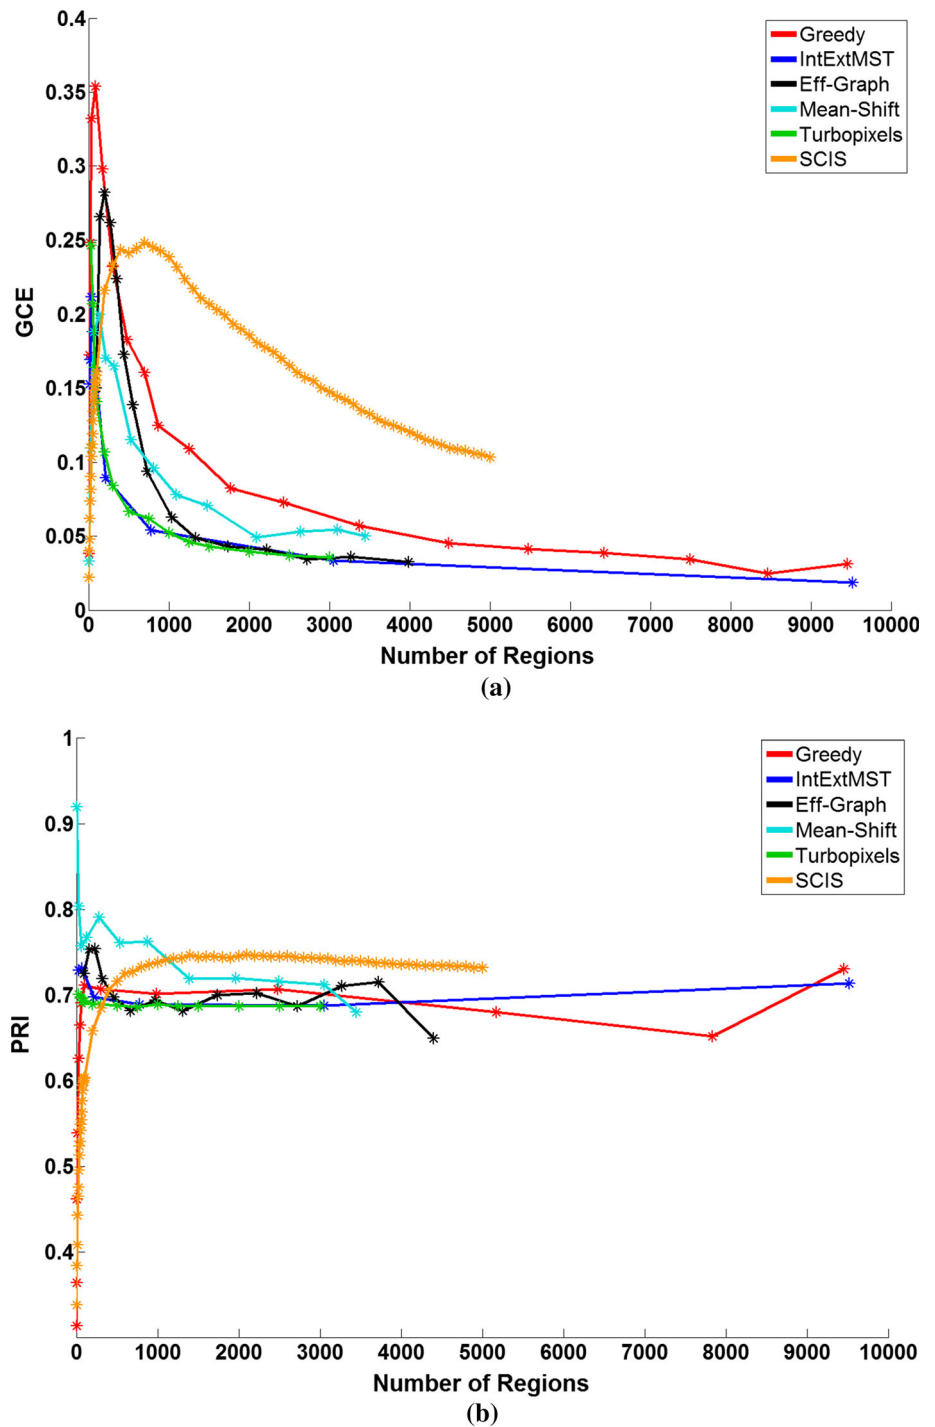 0.4
0.35
0.3
0.25
0.2
0.15
0.1
0.05
0
GCE
Greedy
IntExtMST
Eff-Graph
Mean-Shift
Turbopixels
SCIS
0 1000 2000 3000 4000 5000 6000 7000 8000 9000 10000
Number of Regions
(a)
1
0.9
0.8
0.7
0.6
0.5
0.4
PRI
Greedy
IntExtMST
Eff-Graph
Mean-Shift
Turbopixels
SCIS
0 1000 2000 3000 4000 5000 6000 7000 8000 9000 10000
Number of Regions
(b)